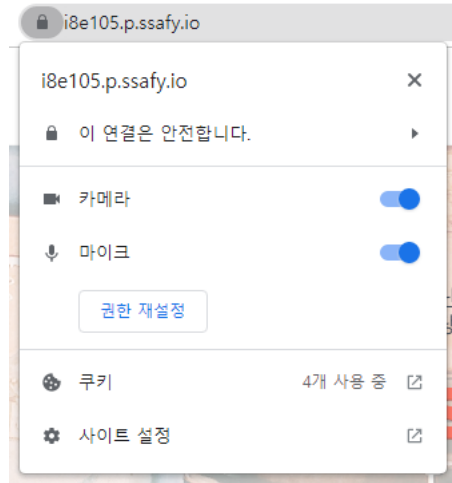 i8e105.p.ssafy.io
i8e105.p.ssafy.io
이 연결은 안전합니다.
카메라
마이크
권한 재설정
쿠키 4개 사용 중
사이트 설정